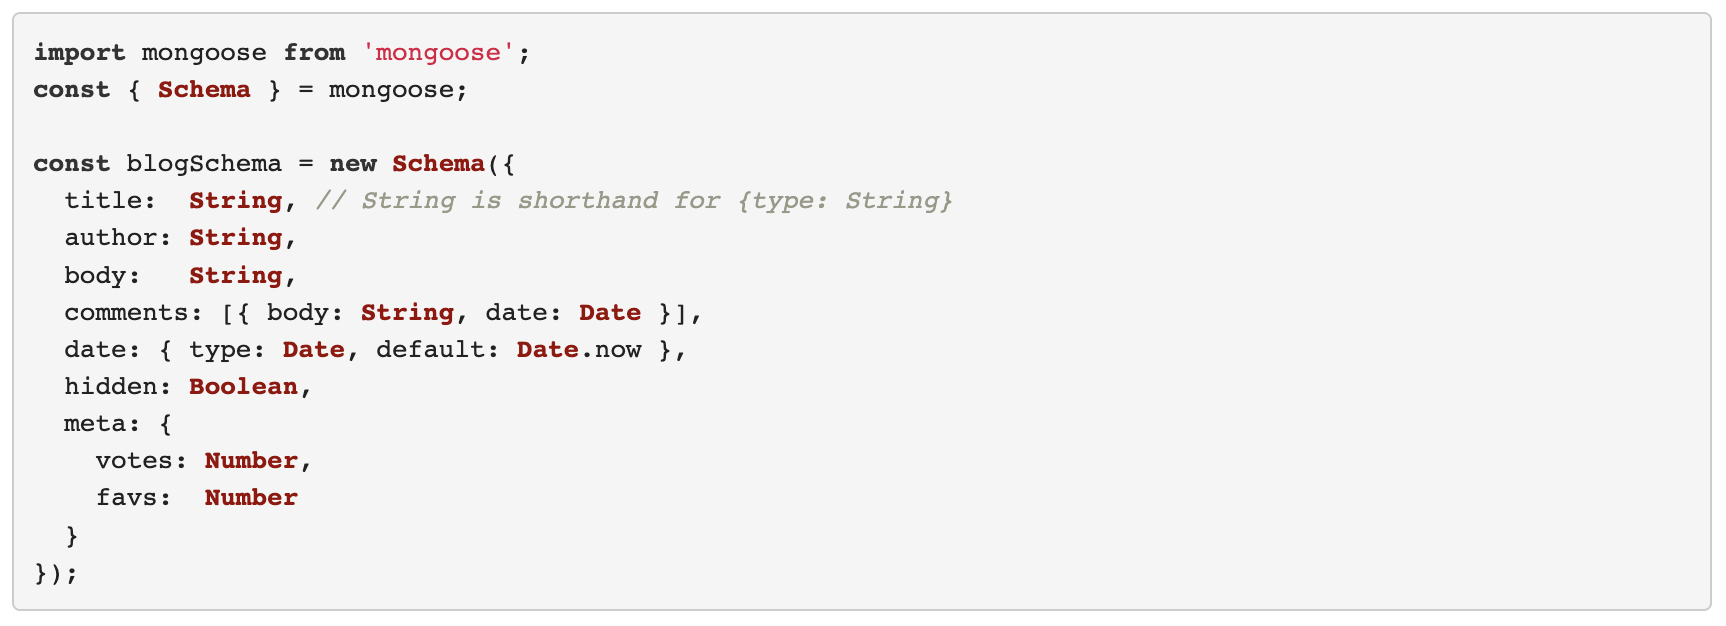 import mongoose from 'mongoose';
const { Schema } = mongoose;

const blogSchema = new Schema({
  title:  String, // String is shorthand for {type: String}
  author: String,
  body:   String,
  comments: [{ body: String, date: Date }],
  date: { type: Date, default: Date.now },
  hidden: Boolean,
  meta: {
    votes: Number,
    favs:  Number
  }
});